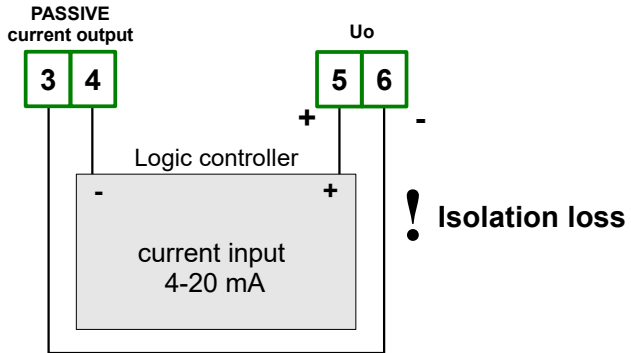 PASSIVE
current output
Uo
3 4
5 6
+ -
Logic controller
- +
! Isolation loss
current input
4-20 mA